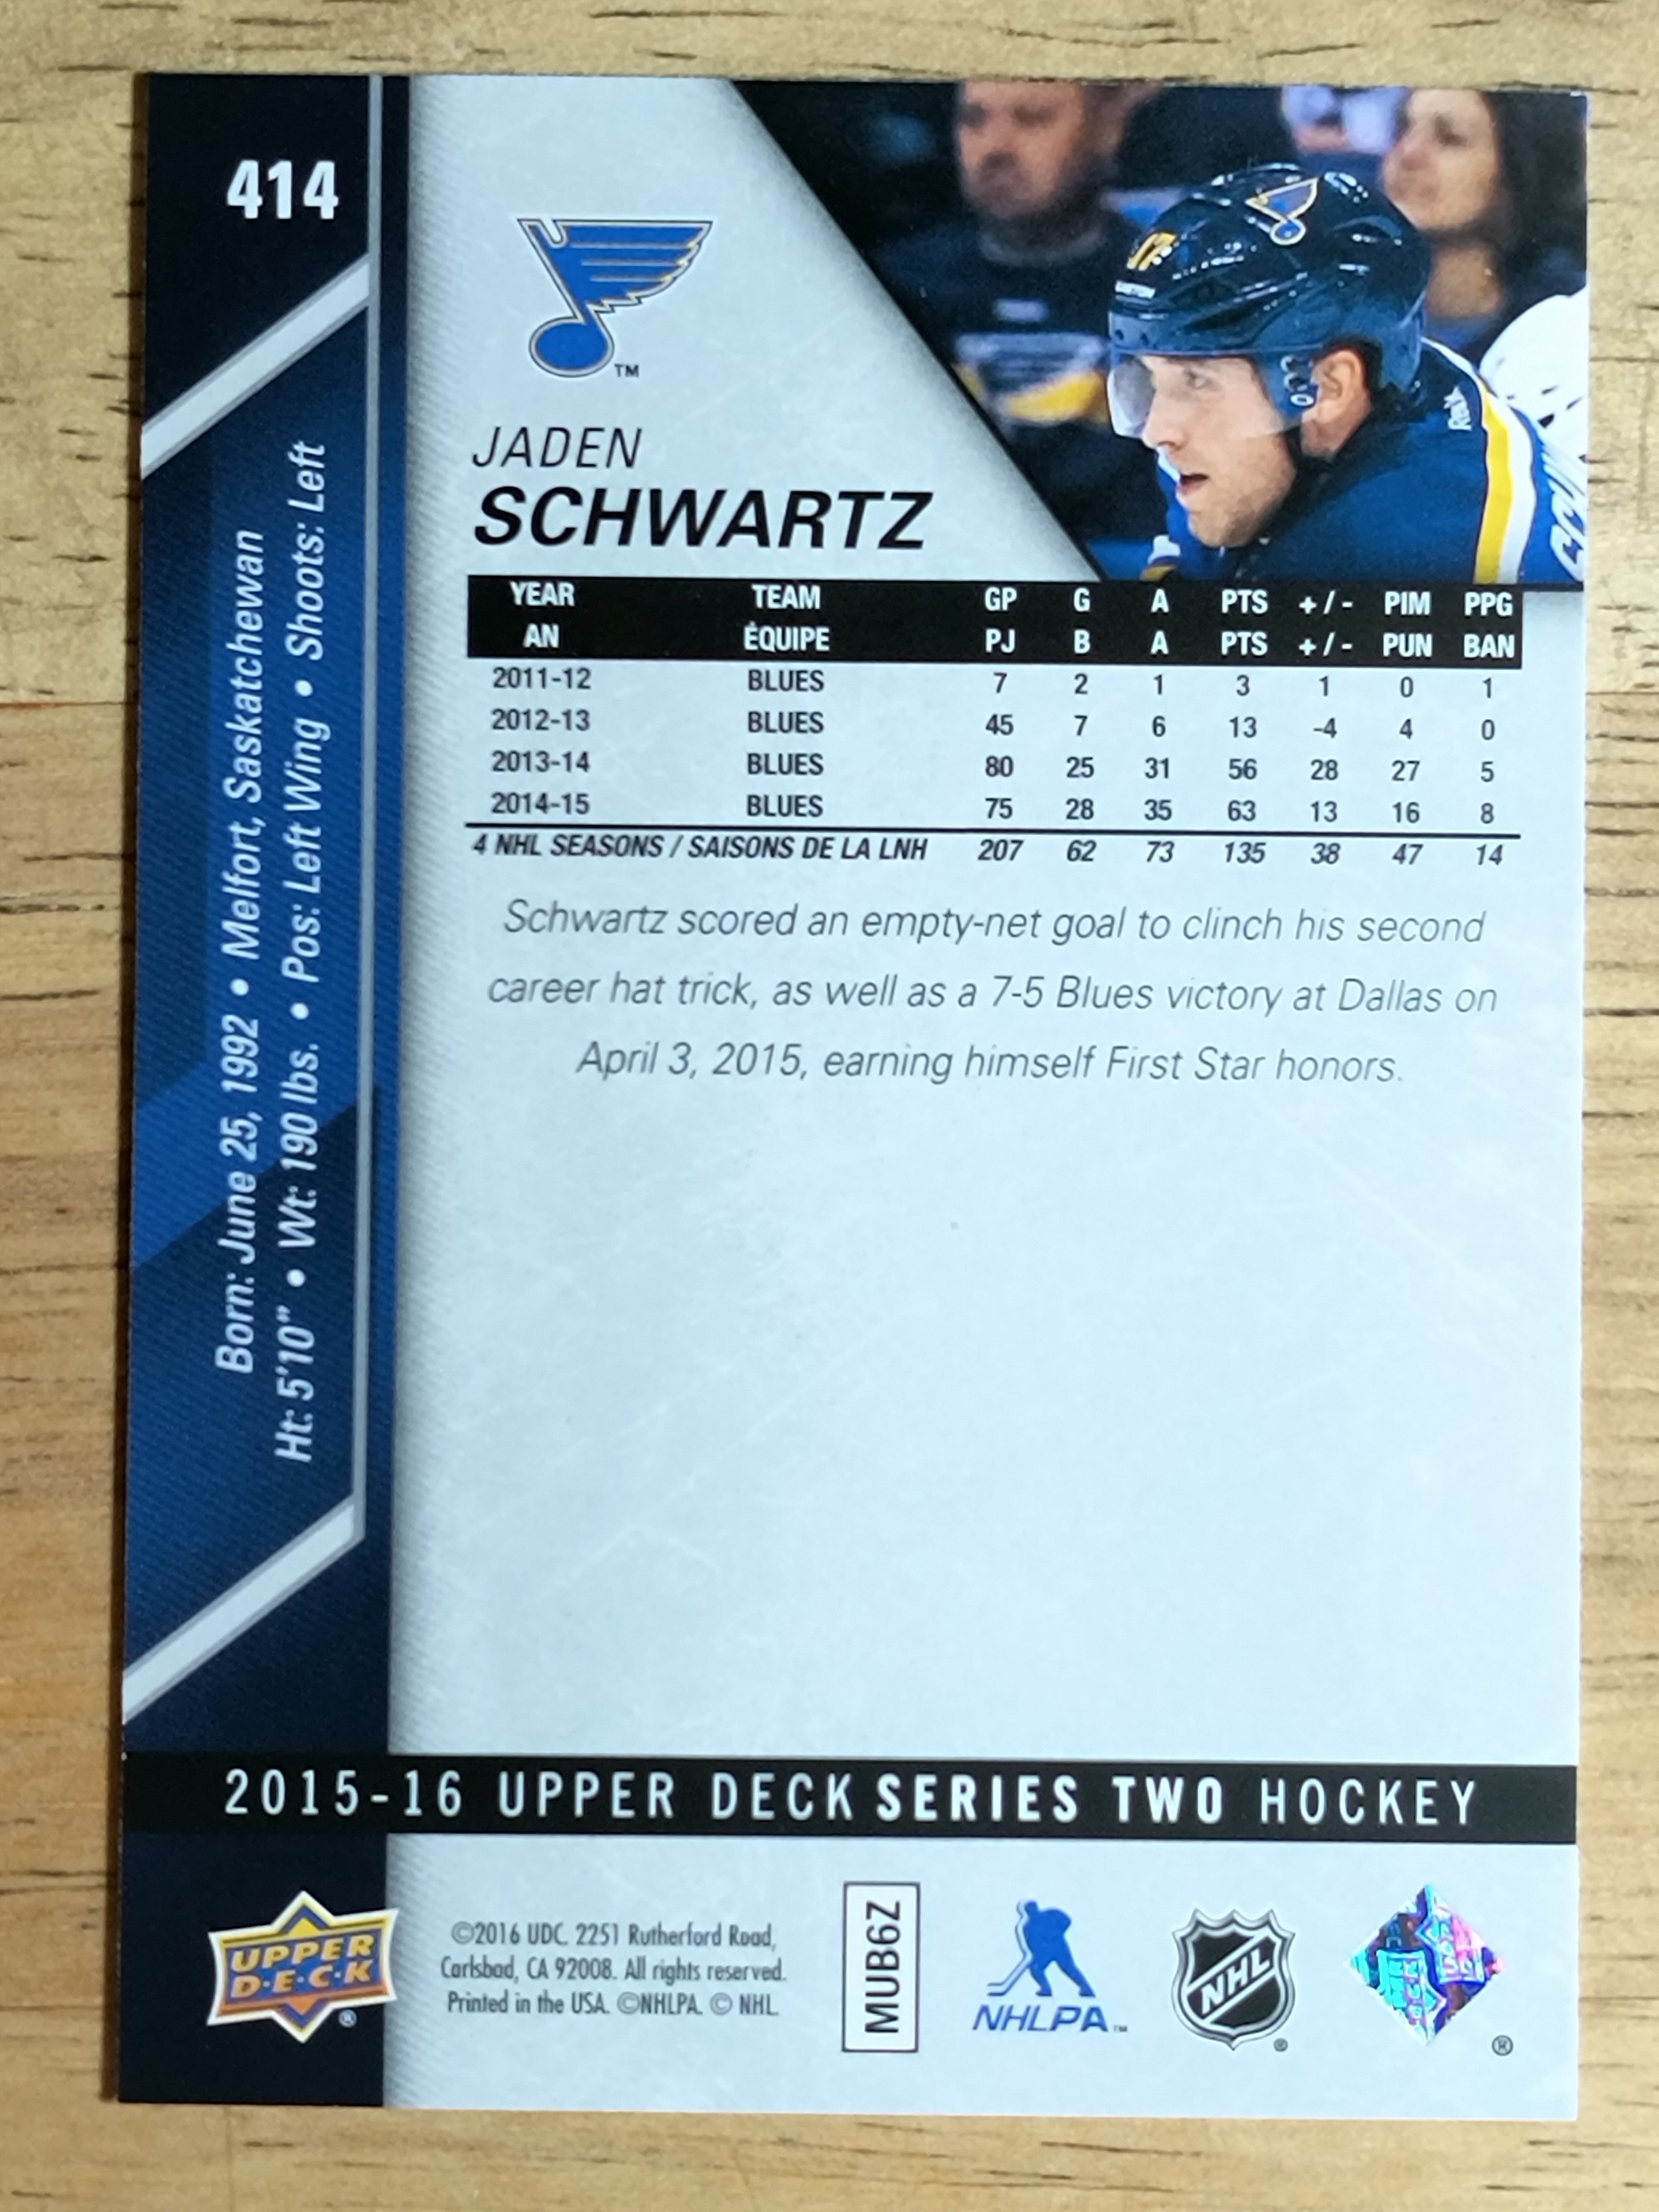 414
TM
JADEN
SCHWARTZ
YEAR TEAM GP G A PTS +/- PIM PPG
AN ÉQUIPE PJ B A PTS +/- PUN BAN
2011-12 BLUES 7 2 1 3 1 0 1
2012-13 BLUES 45 7 6 13 -4 4 0
2013-14 BLUES 80 25 31 56 28 27 5
2014-15 BLUES 75 28 35 63 13 16 8
4 NHL SEASONS / SAISONS DE LA LNH 207 62 73 135 38 47 14
Schwartz scored an empty-net goal to clinch his second
career hat trick, as well as a 7-5 Blues victory at Dallas on
April 3, 2015, earning himself First Star honors.
Born: June 25, 1992 • Melfort, Saskatchewan
Ht: 5'10" • Wt: 190 lbs. • Pos: Left Wing • Shoots: Left
17
EASTON
2015-16 UPPER DECK SERIES TWO HOCKEY
UPPER
D·E·C·K
®
©2016 UDC. 2251 Rutherford Road,
Carlsbad, CA 92008. All rights reserved.
Printed in the USA. ©NHLPA. © NHL.
MUB6Z
NHLPA™
NHL
®
®